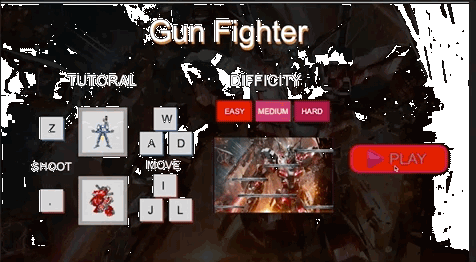 Gun Fighter
TUTORAL
DIFFICITY
EASY MEDIUM HARD
Z
W
A D
PLAY
SHOOT
MOVE
.
I
J L